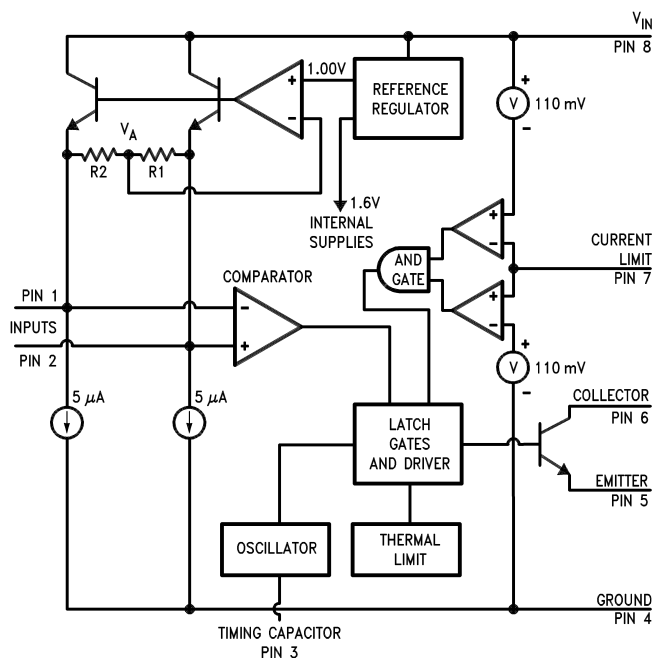 V_IN
PIN 8
1.00V
REFERENCE
REGULATOR
+
V
110 mV
+
−
−
V_A
R2
R1
1.6V
INTERNAL
SUPPLIES
+
−
CURRENT
LIMIT
PIN 7
AND
GATE
COMPARATOR
PIN 1
INPUTS
PIN 2
−
+
+
−
+
V
110 mV
−
5 μA
5 μA
COLLECTOR
PIN 6
LATCH
GATES
AND DRIVER
EMITTER
PIN 5
OSCILLATOR
THERMAL
LIMIT
GROUND
PIN 4
TIMING CAPACITOR
PIN 3